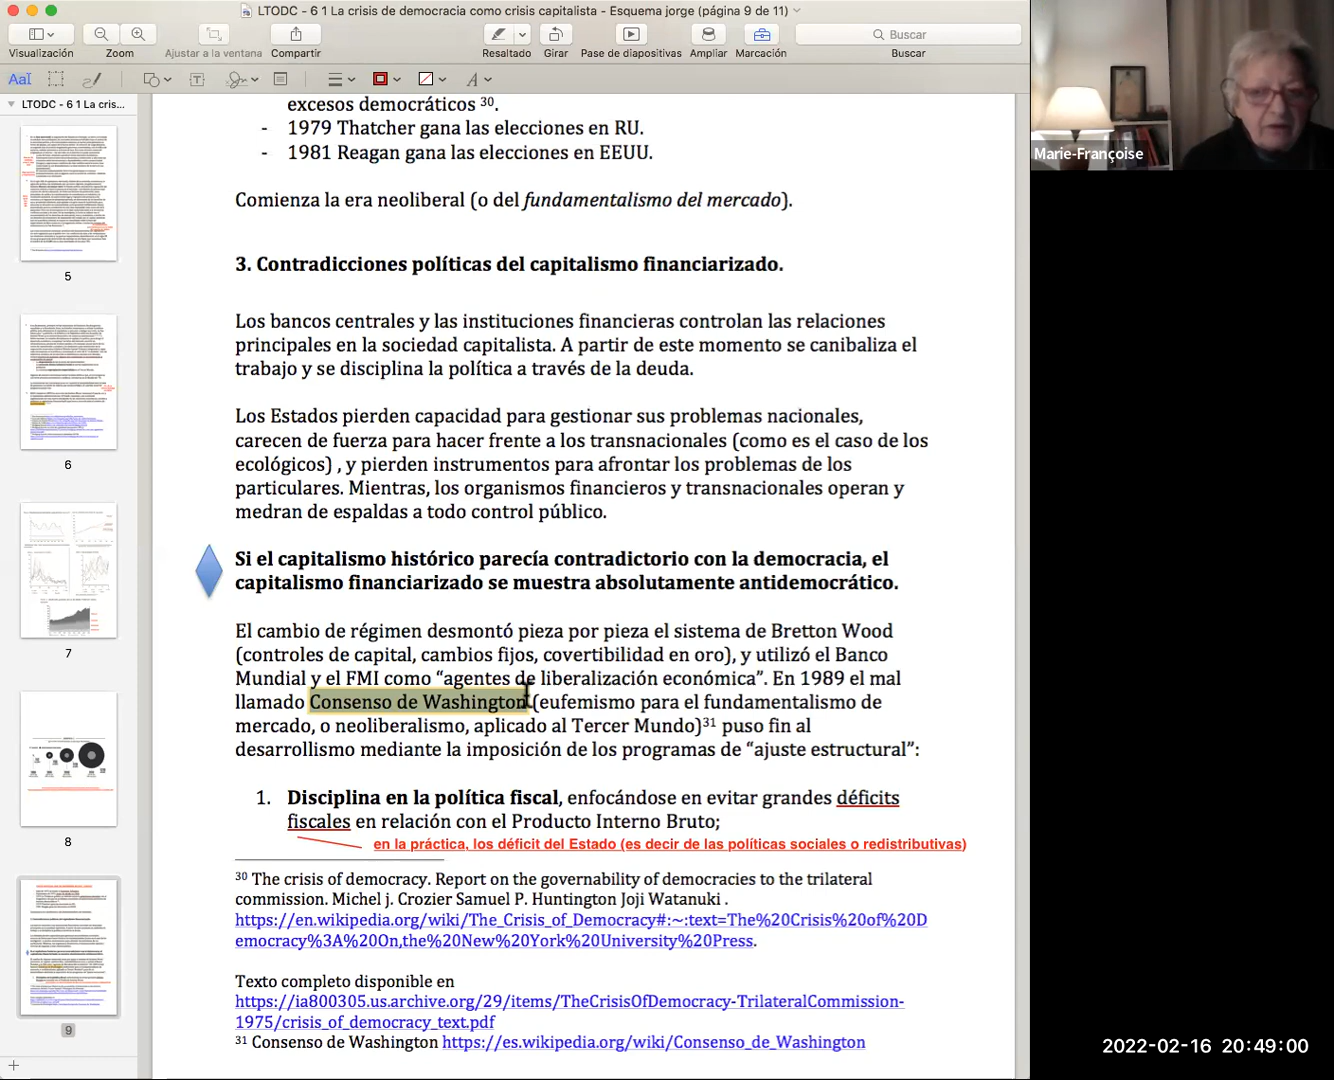 LTODC - 6 1 La crisis de democracia como crisis capitalista - Esquema jorge (página 9 de 11)
Visualización
Zoom
Ajustar a la ventana
Compartir
Resaltado
Girar
Pase de diapositivas
Ampliar
Marcación
Buscar
Buscar
AaI
LTODC - 6 1 La cris...
5
6
7
8
9
excesos democráticos 30.
- 1979 Thatcher gana las elecciones en RU.
- 1981 Reagan gana las elecciones en EEUU.
Comienza la era neoliberal (o del fundamentalismo del mercado).
3. Contradicciones políticas del capitalismo financiarizado.
Los bancos centrales y las instituciones financieras controlan las relaciones
principales en la sociedad capitalista. A partir de este momento se canibaliza el
trabajo y se disciplina la política a través de la deuda.
Los Estados pierden capacidad para gestionar sus problemas nacionales,
carecen de fuerza para hacer frente a los transnacionales (como es el caso de los
ecológicos) , y pierden instrumentos para afrontar los problemas de los
particulares. Mientras, los organismos financieros y transnacionales operan y
medran de espaldas a todo control público.
Si el capitalismo histórico parecía contradictorio con la democracia, el
capitalismo financiarizado se muestra absolutamente antidemocrático.
El cambio de régimen desmontó pieza por pieza el sistema de Bretton Wood
(controles de capital, cambios fijos, covertibilidad en oro), y utilizó el Banco
Mundial y el FMI como “agentes de liberalización económica”. En 1989 el mal
llamado Consenso de Washington (eufemismo para el fundamentalismo de
mercado, o neoliberalismo, aplicado al Tercer Mundo)31 puso fin al
desarrollismo mediante la imposición de los programas de “ajuste estructural”:
1. Disciplina en la política fiscal, enfocándose en evitar grandes déficits
fiscales en relación con el Producto Interno Bruto;
en la práctica, los déficit del Estado (es decir de las políticas sociales o redistributivas)
30 The crisis of democracy. Report on the governability of democracies to the trilateral
commission. Michel j. Crozier Samuel P. Huntington Joji Watanuki .
https://en.wikipedia.org/wiki/The_Crisis_of_Democracy#:~:text=The%20Crisis%20of%20D
emocracy%3A%20On,the%20New%20York%20University%20Press.
Texto completo disponible en
https://ia800305.us.archive.org/29/items/TheCrisisOfDemocracy-TrilateralCommission-
1975/crisis_of_democracy_text.pdf
31 Consenso de Washington https://es.wikipedia.org/wiki/Consenso_de_Washington
Marie-Françoise
2022-02-16 20:49:00